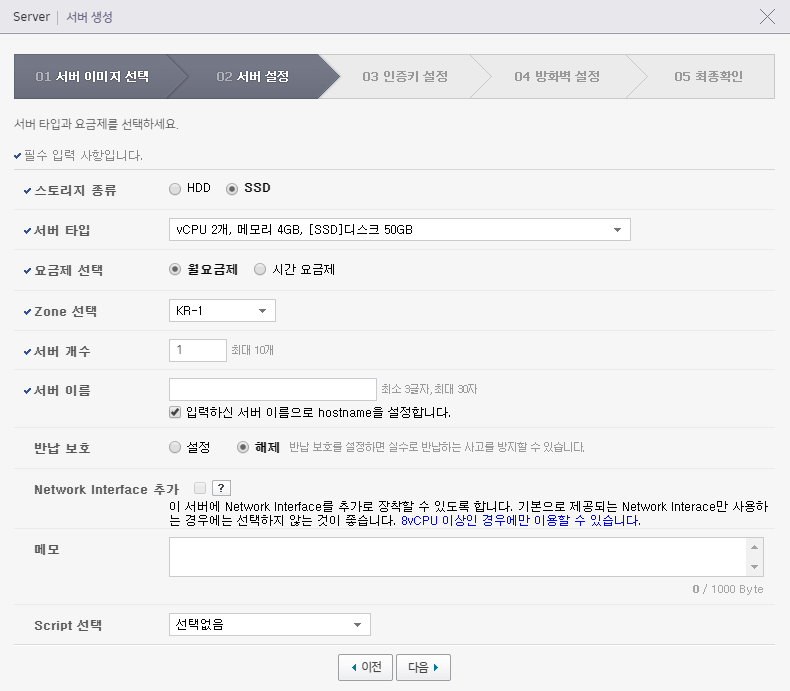 Server | 서버 생성
01 서버 이미지 선택 02 서버 설정 03 인증키 설정 04 방화벽 설정 05 최종확인
서버 타입과 요금제를 선택하세요.
필수 입력 사항입니다.
스토리지 종류 HDD SSD
서버 타입 vCPU 2개, 메모리 4GB, [SSD]디스크 50GB
요금제 선택 월요금제 시간 요금제
Zone 선택 KR-1
서버 개수 1 최대 10개
서버 이름 최소 3글자, 최대 30자
입력하신 서버 이름으로 hostname을 설정합니다.
반납 보호 설정 해제 반납 보호를 설정하면 실수로 반납하는 사고를 방지할 수 있습니다.
Network Interface 추가 ?
이 서버에 Network Interface를 추가로 장착할 수 있도록 합니다. 기본으로 제공되는 Network Interace만 사용하
는 경우에는 선택하지 않는 것이 좋습니다. 8vCPU 이상인 경우에만 이용할 수 있습니다.
메모
0 / 1000 Byte
Script 선택 선택없음
이전 다음